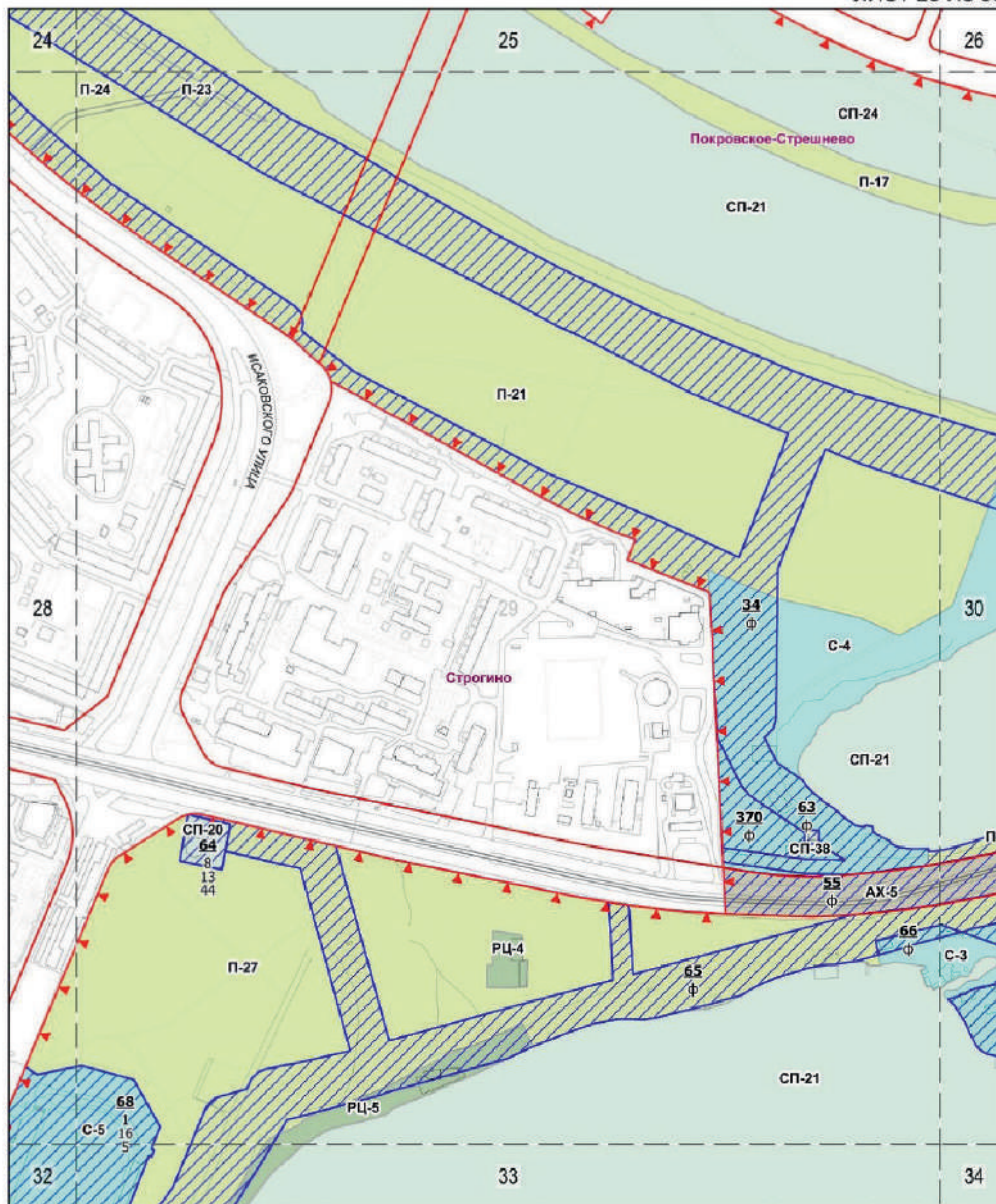 24
25
26
П-24
П-23
СП-24
Покровское-Стрешнево
П-17
СП-21
ИСАКОВСКОГО УЛИЦА
П-21
28
29
34
ф
30
С-4
Строгино
СП-21
63
ф
370
ф
СП-38
СП-20
64
8
13
44
П
55
ф
АХ-5
66
ф
С-3
РЦ-4
П-27
65
ф
СП-21
РЦ-5
68
1
16
5
С-5
32
33
34